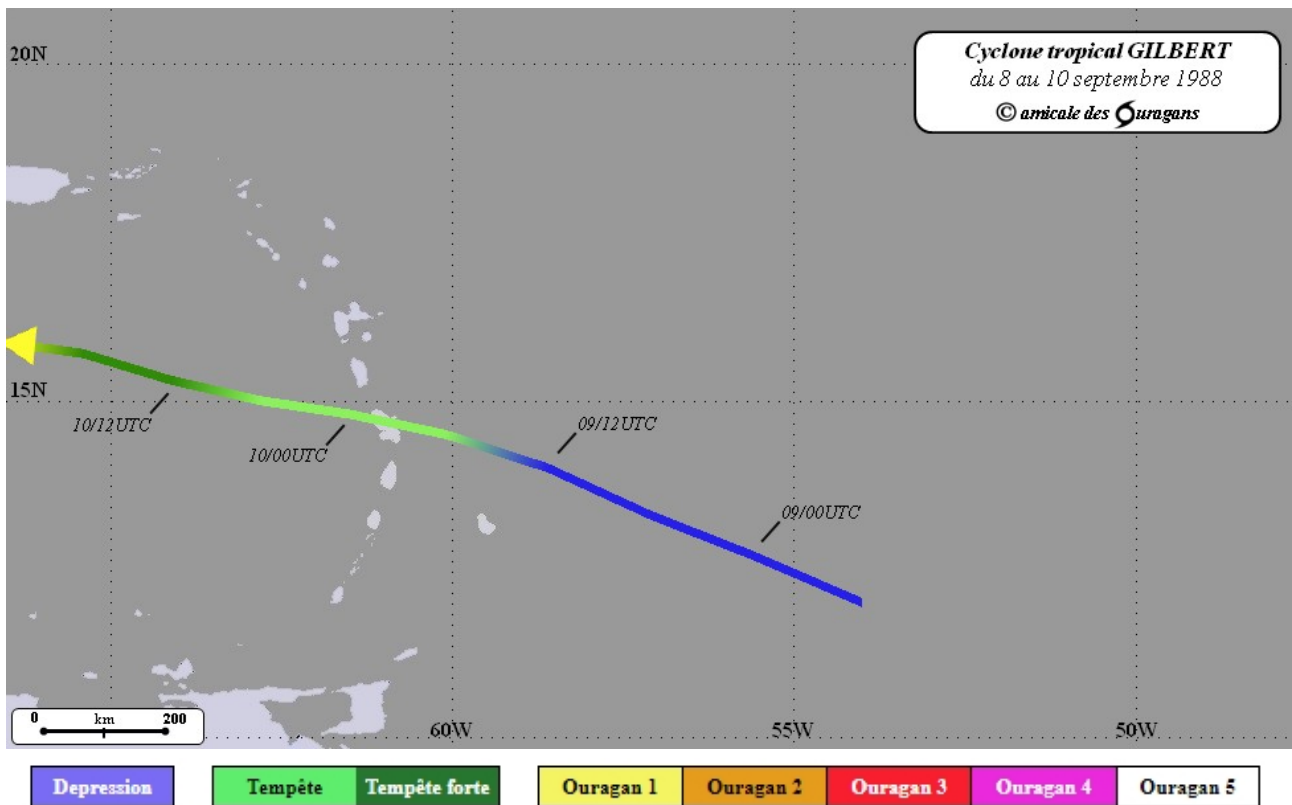 20N
Cyclone tropical GILBERT
du 8 au 10 septembre 1988
© amicale des Ouragans
15N
10/12UTC
10/00UTC
09/12UTC
09/00UTC
0 km 200
60W
55W
50W
Depression
Tempête
Tempête forte
Ouragan 1
Ouragan 2
Ouragan 3
Ouragan 4
Ouragan 5